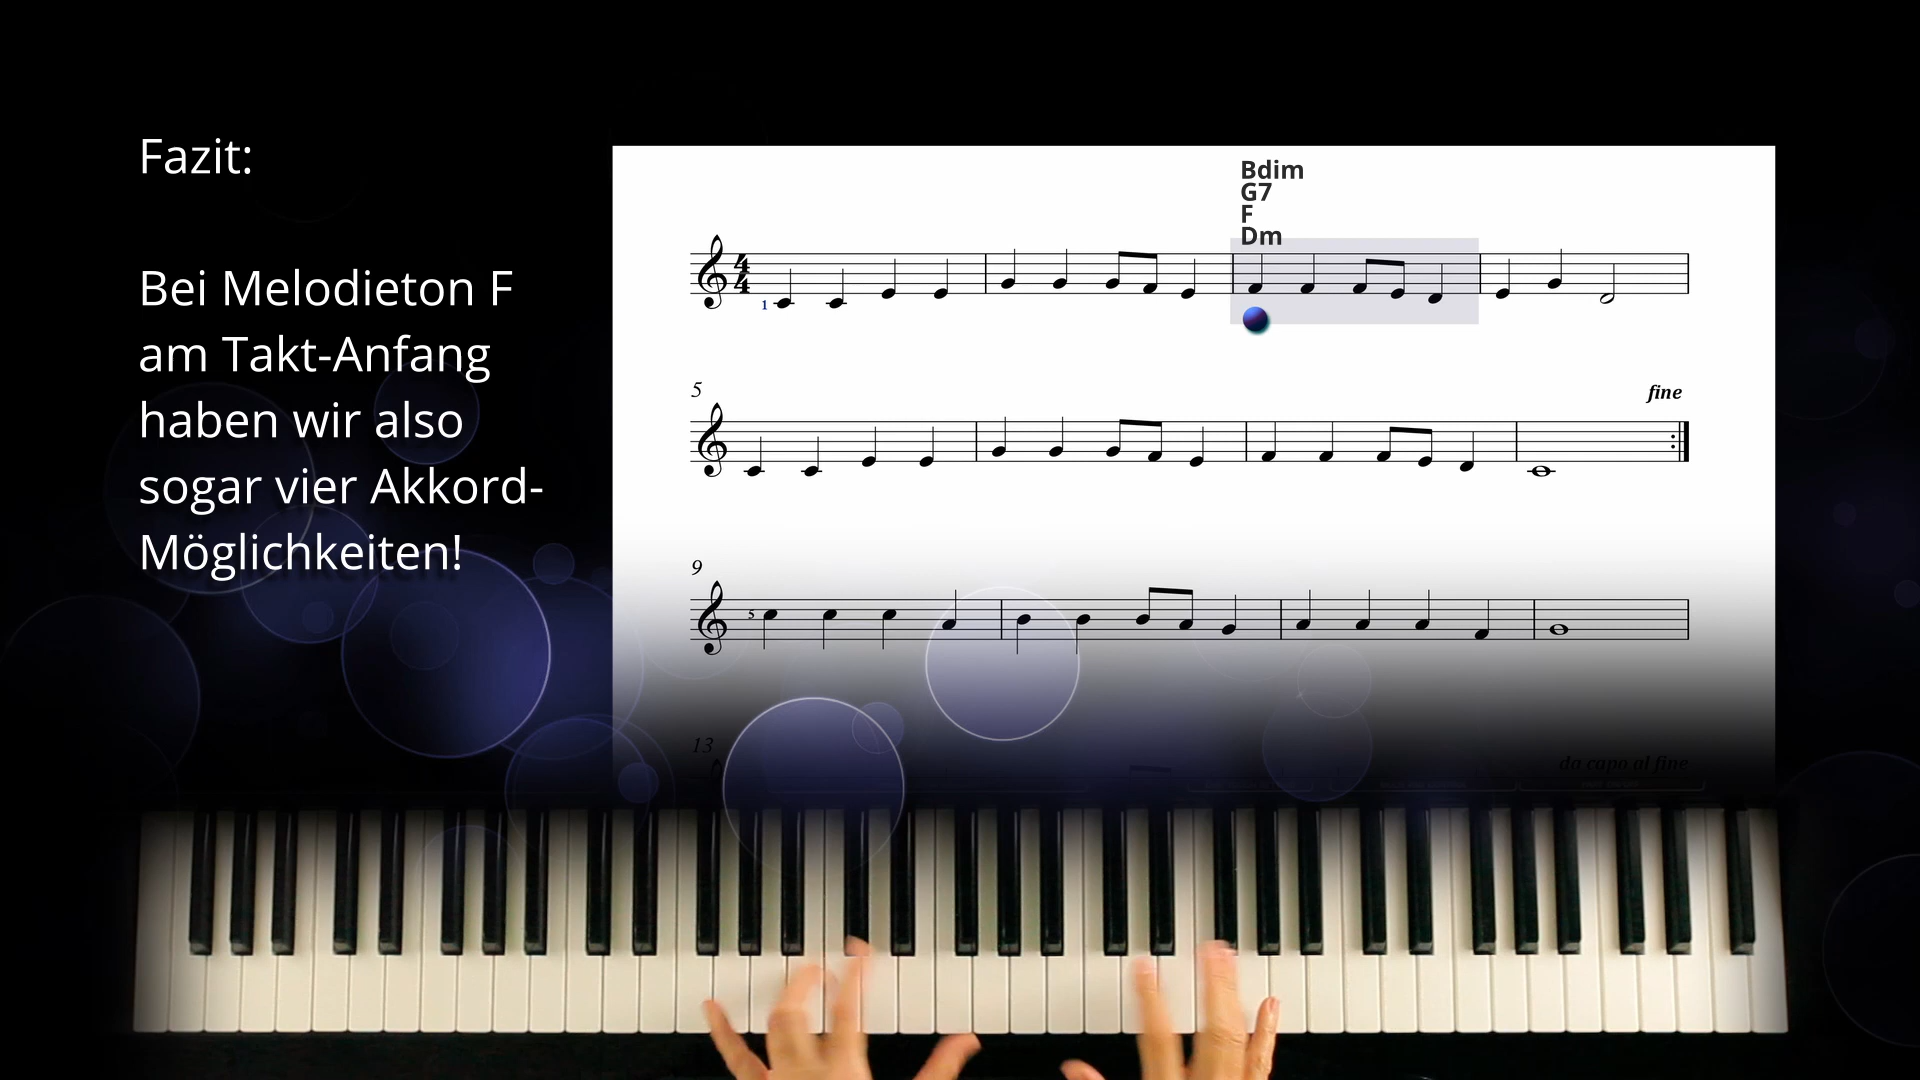 Fazit:
Bei Melodieton F
am Takt-Anfang
haben wir also
sogar vier Akkord-
Möglichkeiten!
Bdim
G7
F
Dm
4
4
1
5
fine
9
5
13
da capo al fine